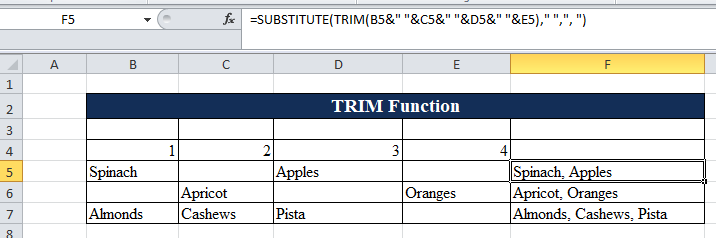 F5 fx =SUBSTITUTE(TRIM(B5&" "&C5&" "&D5&" "&E5)," ",", ")
A B C D E F
1
2 TRIM Function
3
4 1 2 3 4
5 Spinach Apples Spinach, Apples
6 Apricot Oranges Apricot, Oranges
7 Almonds Cashews Pista Almonds, Cashews, Pista
8